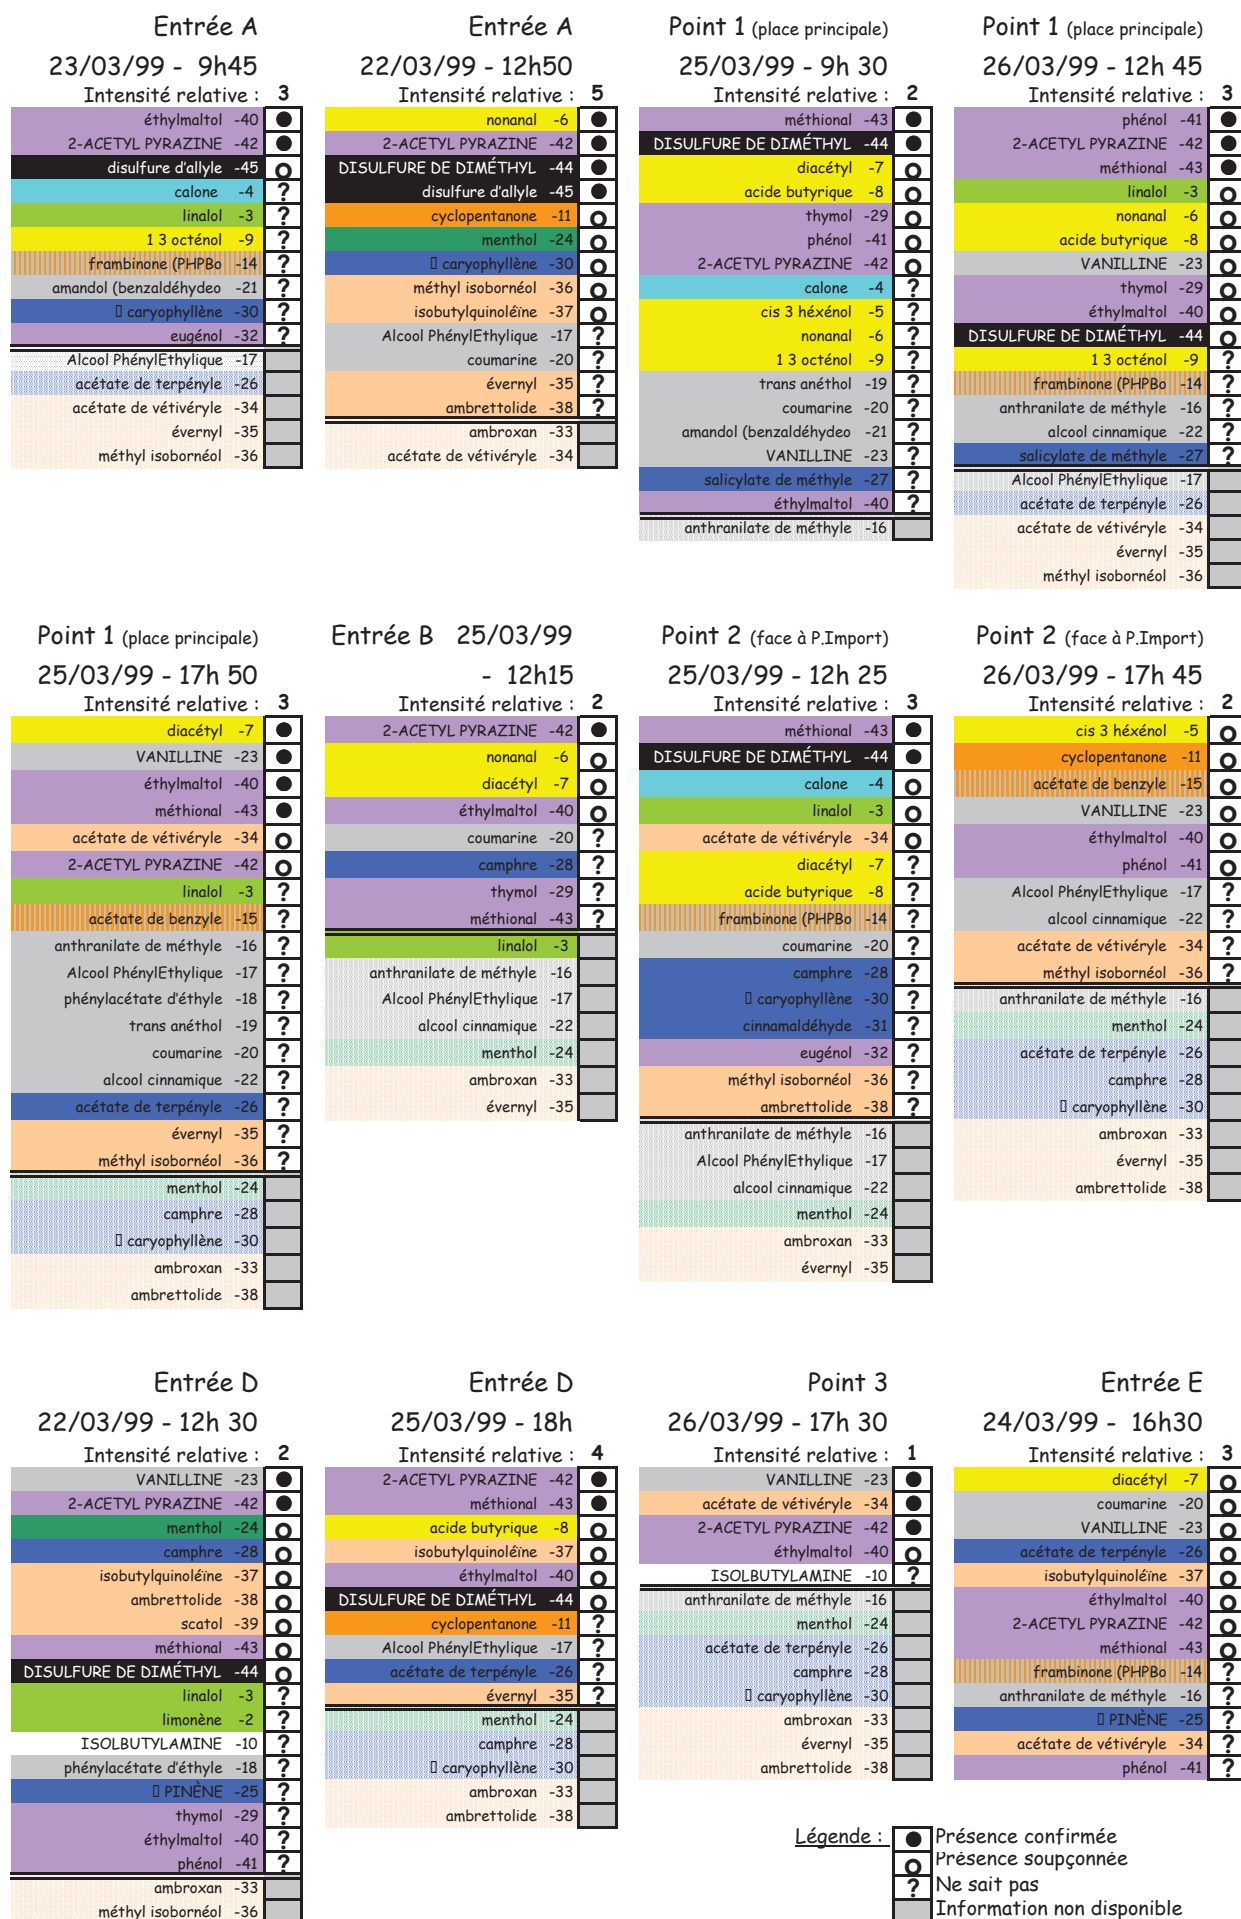 Entrée A
23/03/99 - 9h45
Intensité relative : 3
éthylmaltol -40 ●
2-ACETYL PYRAZINE -42 ●
disulfure d'allyle -45 o
calone -4 ?
linalol -3 ?
1 3 octénol -9 ?
frambinone (PHPBo -14 ?
amandol (benzaldéhydeo -21 ?
▯ caryophyllène -30 ?
eugénol -32 ?
Alcool PhénylEthylique -17
acétate de terpényle -26
acétate de vétivéryle -34
évernyl -35
méthyl isobornéol -36
Entrée A
22/03/99 - 12h50
Intensité relative : 5
nonanal -6 ●
2-ACETYL PYRAZINE -42 ●
DISULFURE DE DIMÉTHYL -44 ●
disulfure d'allyle -45 ●
cyclopentanone -11 o
menthol -24 o
▯ caryophyllène -30 o
méthyl isobornéol -36 o
isobutylquinoléïne -37 o
Alcool PhénylEthylique -17 ?
coumarine -20 ?
évernyl -35 ?
ambrettolide -38 ?
ambroxan -33
acétate de vétivéryle -34
Point 1 (place principale)
25/03/99 - 9h 30
Intensité relative : 2
méthional -43 ●
DISULFURE DE DIMÉTHYL -44 ●
diacétyl -7 o
acide butyrique -8 o
thymol -29 o
phénol -41 o
2-ACETYL PYRAZINE -42 o
calone -4 ?
cis 3 héxénol -5 ?
nonanal -6 ?
1 3 octénol -9 ?
trans anéthol -19 ?
coumarine -20 ?
amandol (benzaldéhydeo -21 ?
VANILLINE -23 ?
salicylate de méthyle -27 ?
éthylmaltol -40 ?
anthranilate de méthyle -16
Point 1 (place principale)
26/03/99 - 12h 45
Intensité relative : 3
phénol -41 ●
2-ACETYL PYRAZINE -42 ●
méthional -43 ●
linalol -3 o
nonanal -6 o
acide butyrique -8 o
VANILLINE -23 o
thymol -29 o
éthylmaltol -40 o
DISULFURE DE DIMÉTHYL -44 o
1 3 octénol -9 ?
frambinone (PHPBo -14 ?
anthranilate de méthyle -16 ?
alcool cinnamique -22 ?
salicylate de méthyle -27 ?
Alcool PhénylEthylique -17
acétate de terpényle -26
acétate de vétivéryle -34
évernyl -35
méthyl isobornéol -36
Point 1 (place principale)
25/03/99 - 17h 50
Intensité relative : 3
diacétyl -7 ●
VANILLINE -23 ●
éthylmaltol -40 ●
méthional -43 ●
acétate de vétivéryle -34 o
2-ACETYL PYRAZINE -42 o
linalol -3 ?
acétate de benzyle -15 ?
anthranilate de méthyle -16 ?
Alcool PhénylEthylique -17 ?
phénylacétate d'éthyle -18 ?
trans anéthol -19 ?
coumarine -20 ?
alcool cinnamique -22 ?
acétate de terpényle -26 ?
évernyl -35 ?
méthyl isobornéol -36 ?
menthol -24
camphre -28
▯ caryophyllène -30
ambroxan -33
ambrettolide -38
Entrée B 25/03/99
- 12h15
Intensité relative : 2
2-ACETYL PYRAZINE -42 ●
nonanal -6 o
diacétyl -7 o
éthylmaltol -40 o
coumarine -20 ?
camphre -28 ?
thymol -29 ?
méthional -43 ?
linalol -3
anthranilate de méthyle -16
Alcool PhénylEthylique -17
alcool cinnamique -22
menthol -24
ambroxan -33
évernyl -35
Point 2 (face à P.Import)
25/03/99 - 12h 25
Intensité relative : 3
méthional -43 ●
DISULFURE DE DIMÉTHYL -44 ●
calone -4 o
linalol -3 o
acétate de vétivéryle -34 o
diacétyl -7 ?
acide butyrique -8 ?
frambinone (PHPBo -14 ?
coumarine -20 ?
camphre -28 ?
▯ caryophyllène -30 ?
cinnamaldéhyde -31 ?
eugénol -32 ?
méthyl isobornéol -36 ?
ambrettolide -38 ?
anthranilate de méthyle -16
Alcool PhénylEthylique -17
alcool cinnamique -22
menthol -24
ambroxan -33
évernyl -35
Point 2 (face à P.Import)
26/03/99 - 17h 45
Intensité relative : 2
cis 3 héxénol -5 o
cyclopentanone -11 o
acétate de benzyle -15 o
VANILLINE -23 o
éthylmaltol -40 o
phénol -41 o
Alcool PhénylEthylique -17 ?
alcool cinnamique -22 ?
acétate de vétivéryle -34 ?
méthyl isobornéol -36 ?
anthranilate de méthyle -16
menthol -24
acétate de terpényle -26
camphre -28
▯ caryophyllène -30
ambroxan -33
évernyl -35
ambrettolide -38
Entrée D
22/03/99 - 12h 30
Intensité relative : 2
VANILLINE -23 ●
2-ACETYL PYRAZINE -42 ●
menthol -24 o
camphre -28 o
isobutylquinoléïne -37 o
ambrettolide -38 o
scatol -39 o
méthional -43 o
DISULFURE DE DIMÉTHYL -44 o
linalol -3 ?
limonène -2 ?
ISOLBUTYLAMINE -10 ?
phénylacétate d'éthyle -18 ?
▯ PINÈNE -25 ?
thymol -29 ?
éthylmaltol -40 ?
phénol -41 ?
ambroxan -33
méthyl isobornéol -36
Entrée D
25/03/99 - 18h
Intensité relative : 4
2-ACETYL PYRAZINE -42 ●
méthional -43 ●
acide butyrique -8 o
isobutylquinoléïne -37 o
éthylmaltol -40 o
DISULFURE DE DIMÉTHYL -44 o
cyclopentanone -11 ?
Alcool PhénylEthylique -17 ?
acétate de terpényle -26 ?
évernyl -35 ?
menthol -24
camphre -28
▯ caryophyllène -30
ambroxan -33
ambrettolide -38
Point 3
26/03/99 - 17h 30
Intensité relative : 1
VANILLINE -23 ●
acétate de vétivéryle -34 ●
2-ACETYL PYRAZINE -42 ●
éthylmaltol -40 o
ISOLBUTYLAMINE -10 ?
anthranilate de méthyle -16
menthol -24
acétate de terpényle -26
camphre -28
▯ caryophyllène -30
ambroxan -33
évernyl -35
ambrettolide -38
Entrée E
24/03/99 - 16h30
Intensité relative : 3
diacétyl -7 o
coumarine -20 o
VANILLINE -23 o
acétate de terpényle -26 o
isobutylquinoléïne -37 o
éthylmaltol -40 o
2-ACETYL PYRAZINE -42 o
méthional -43 o
frambinone (PHPBo -14 ?
anthranilate de méthyle -16 ?
▯ PINÈNE -25 ?
acétate de vétivéryle -34 ?
phénol -41 ?
Légende : ● Présence confirmée
o Présence soupçonnée
? Ne sait pas
Information non disponible